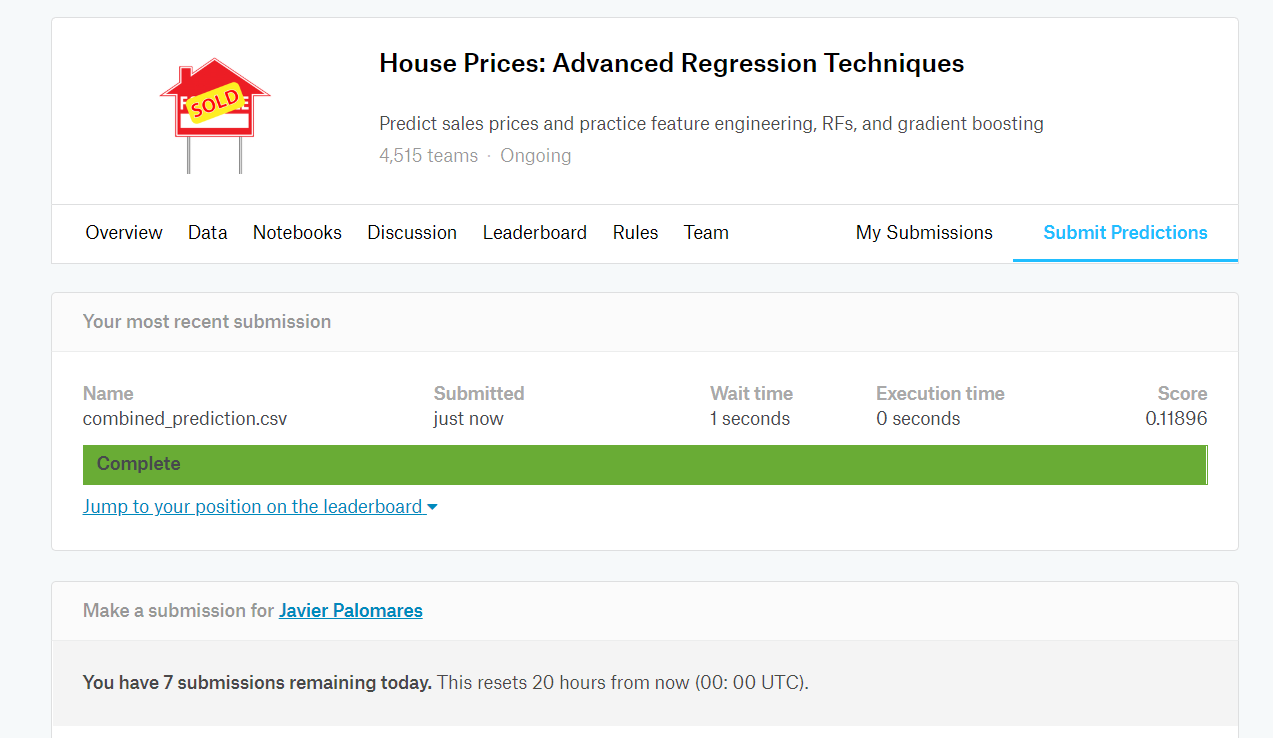 House Prices: Advanced Regression Techniques
SOLD
Predict sales prices and practice feature engineering, RFs, and gradient boosting
4,515 teams · Ongoing
Overview Data Notebooks Discussion Leaderboard Rules Team My Submissions Submit Predictions
Your most recent submission
Name Submitted Wait time Execution time Score
combined_prediction.csv just now 1 seconds 0 seconds 0.11896
Complete
Jump to your position on the leaderboard
Make a submission for Javier Palomares
You have 7 submissions remaining today. This resets 20 hours from now (00: 00 UTC).